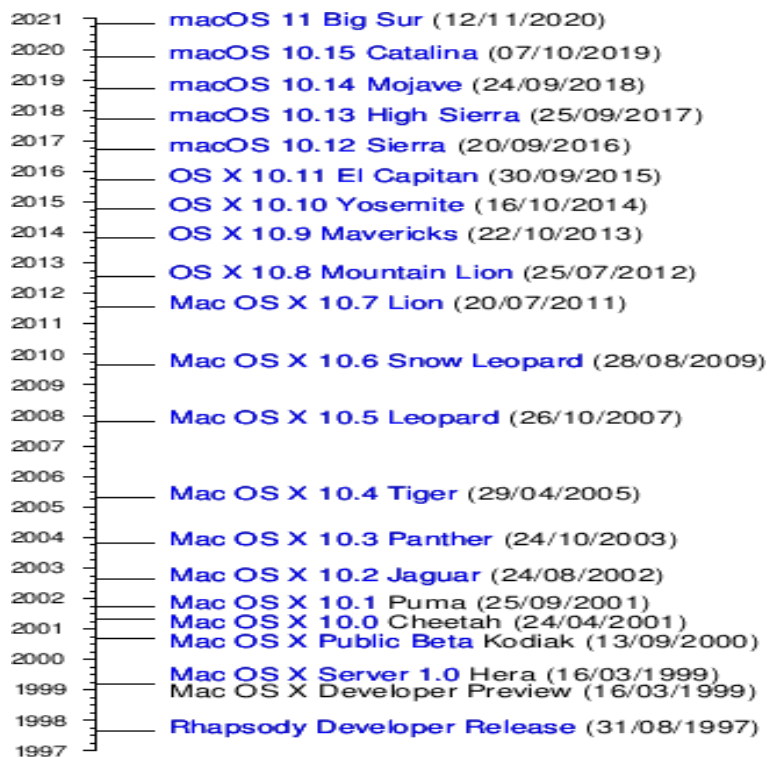 2021
macOS 11 Big Sur (12/11/2020)
2020
macOS 10.15 Catalina (07/10/2019)
2019
macOS 10.14 Mojave (24/09/2018)
2018
macOS 10.13 High Sierra (25/09/2017)
2017
macOS 10.12 Sierra (20/09/2016)
2016
OS X 10.11 El Capitan (30/09/2015)
2015
OS X 10.10 Yosemite (16/10/2014)
2014
OS X 10.9 Mavericks (22/10/2013)
2013
OS X 10.8 Mountain Lion (25/07/2012)
2012
Mac OS X 10.7 Lion (20/07/2011)
2011
2010
Mac OS X 10.6 Snow Leopard (28/08/2009)
2009
2008
Mac OS X 10.5 Leopard (26/10/2007)
2007
2006
Mac OS X 10.4 Tiger (29/04/2005)
2005
2004
Mac OS X 10.3 Panther (24/10/2003)
2003
Mac OS X 10.2 Jaguar (24/08/2002)
2002
Mac OS X 10.1 Puma (25/09/2001)
Mac OS X 10.0 Cheetah (24/04/2001)
2001
Mac OS X Public Beta Kodiak (13/09/2000)
2000
Mac OS X Server 1.0 Hera (16/03/1999)
1999
Mac OS X Developer Preview (16/03/1999)
1998
Rhapsody Developer Release (31/08/1997)
1997